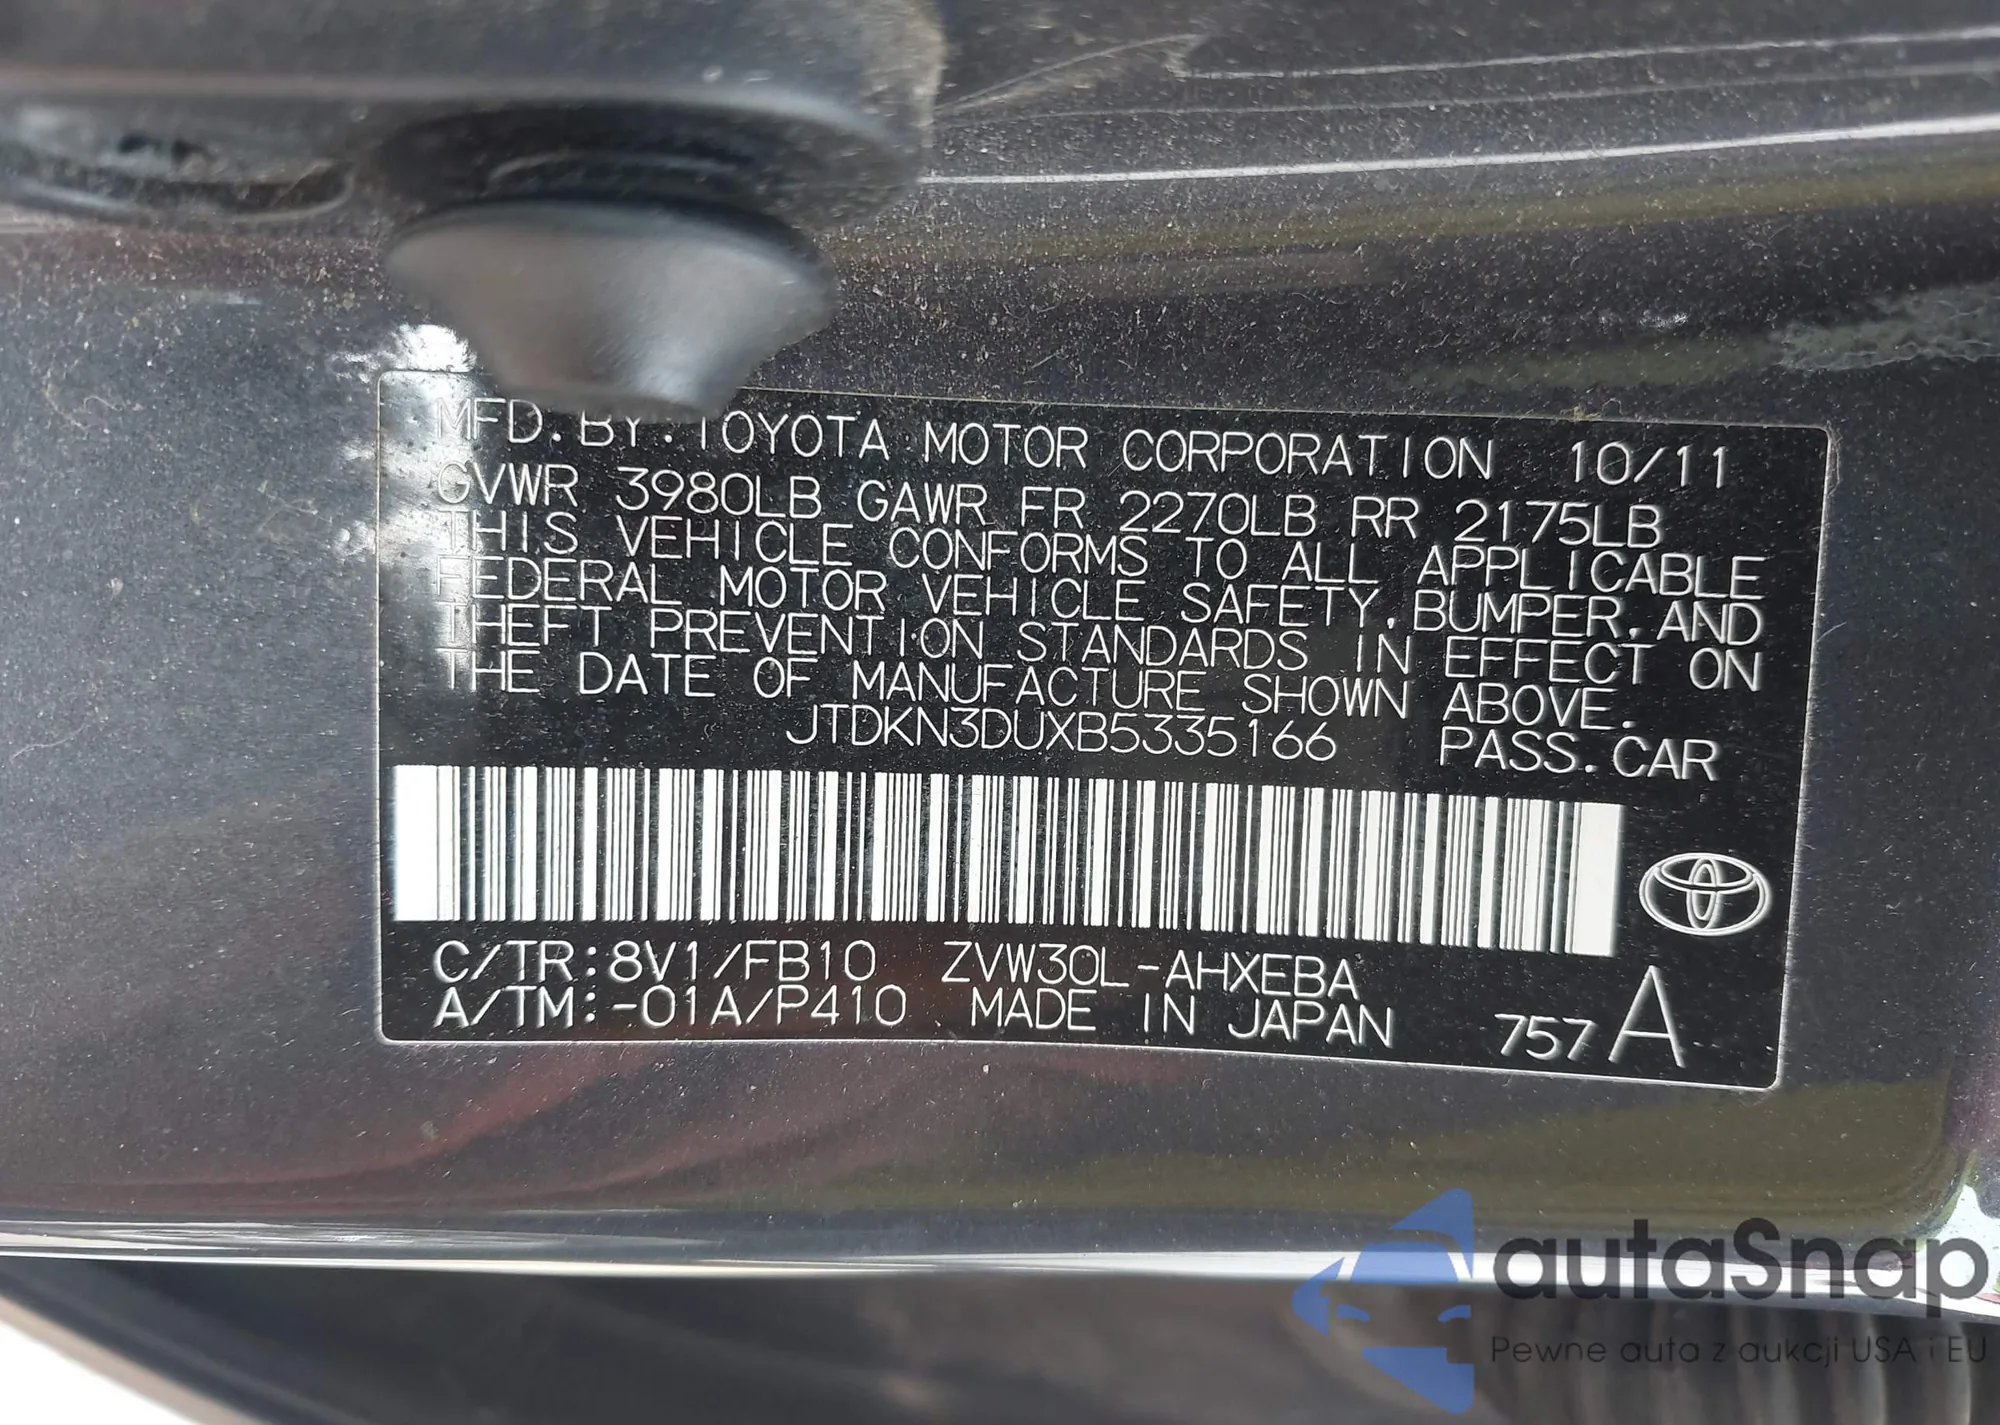 MFD. BY. TOYOTA MOTOR CORPORATION 10/11
GVWR 3980LB GAWR FR 2270LB RR 2175LB
THIS VEHICLE CONFORMS TO ALL APPLICABLE
FEDERAL MOTOR VEHICLE SAFETY, BUMPER, AND
THEFT PREVENTION STANDARDS IN EFFECT ON
THE DATE OF MANUFACTURE SHOWN ABOVE.
JTDKN3DUXB5335166 PASS. CAR
C/TR:8V1/FB10 ZVW30L-AHXEBA
A/TM:-01A/P410 MADE IN JAPAN 757 A
autaSnap
Pewne auta z aukcji USA i EU